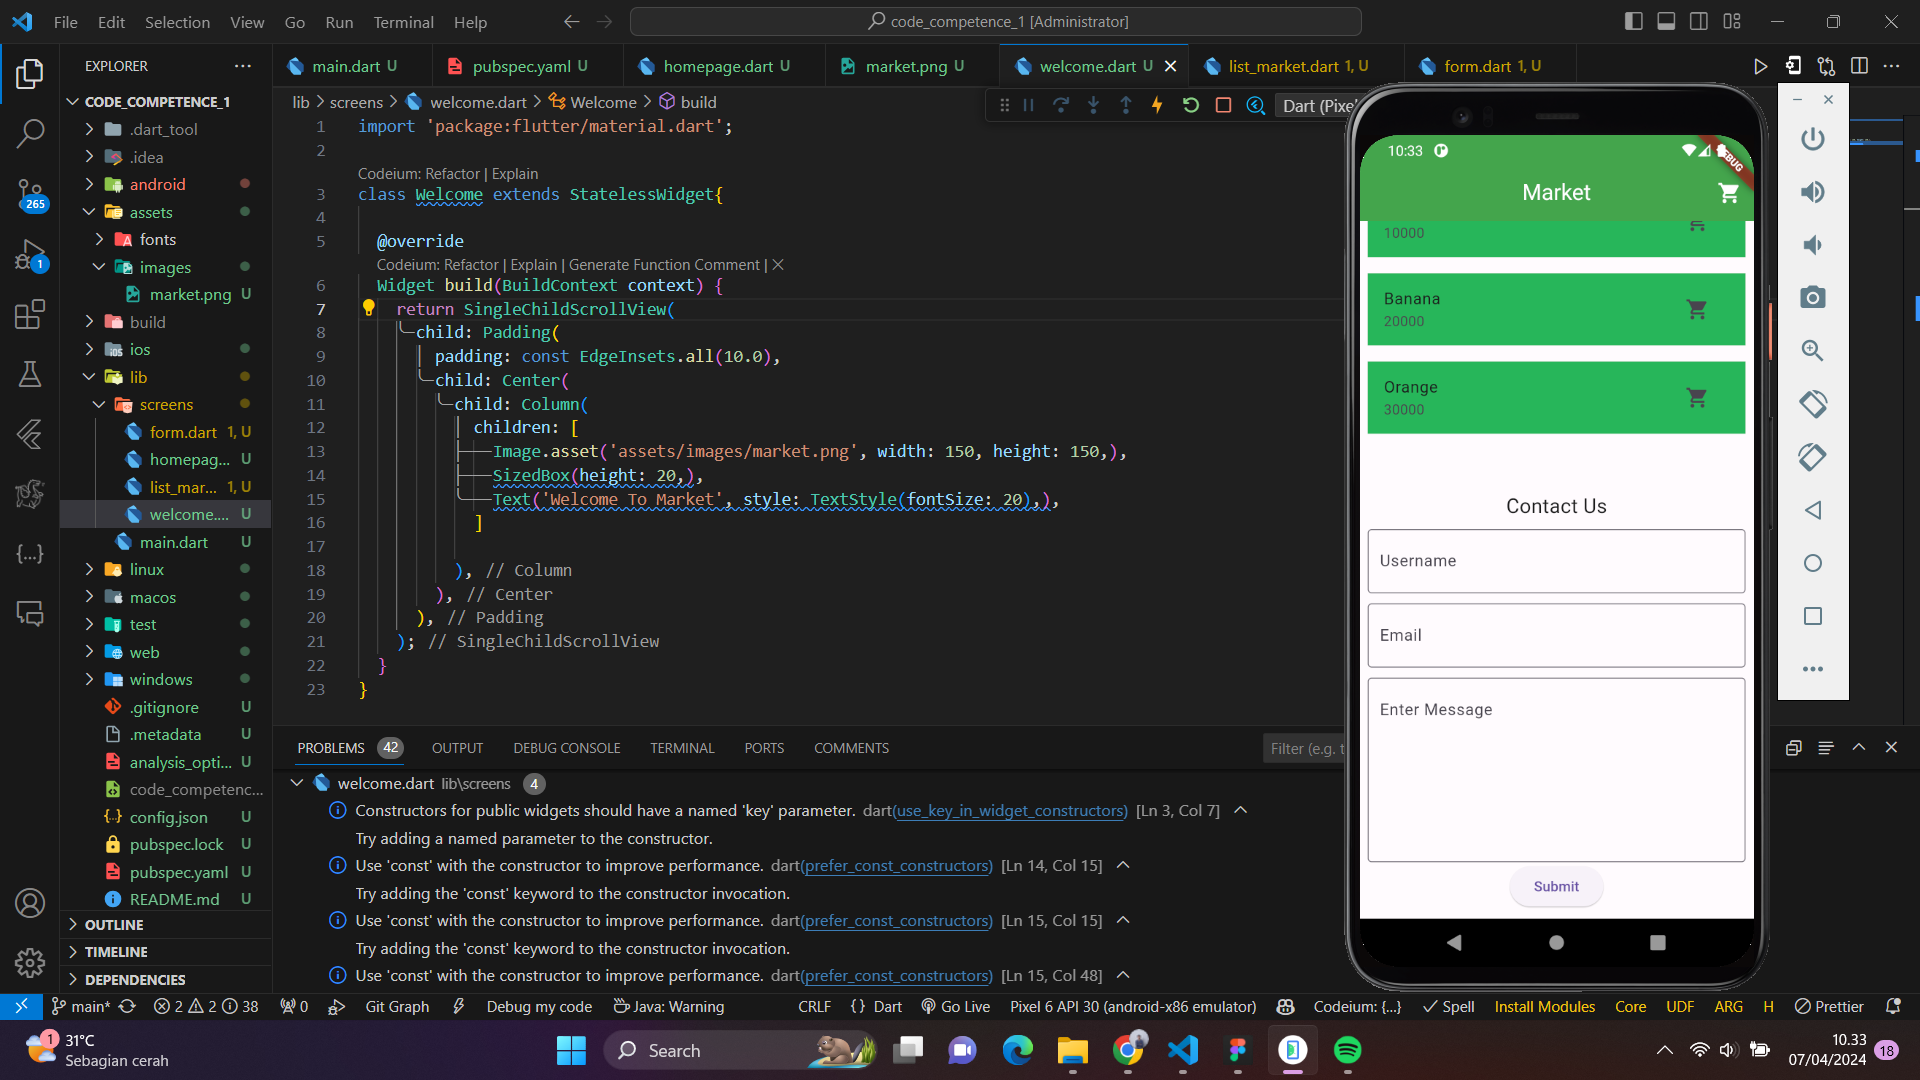 File Edit Selection View Go Run Terminal Help
code_competence_1 [Administrator]
EXPLORER
main.dart U
pubspec.yaml U
homepage.dart U
market.png U
welcome.dart U
list_market.dart 1, U
form.dart 1, U
lib > screens > welcome.dart > Welcome > build
Dart (Pixel
CODE_COMPETENCE_1
.dart_tool
.idea
android
assets
fonts
images
market.png U
build
ios
lib
screens
form.dart 1, U
homepag... U
list_mar... 1, U
welcome.... U
main.dart U
linux
macos
test
web
windows
.gitignore U
.metadata U
analysis_opti... U
code_competenc...
config.json U
pubspec.lock U
pubspec.yaml U
README.md U
OUTLINE
TIMELINE
DEPENDENCIES
265
1
1 import 'package:flutter/material.dart';
2
Codeium: Refactor | Explain
3 class Welcome extends StatelessWidget{
4
5 @override
Codeium: Refactor | Explain | Generate Function Comment | ✕
6 Widget build(BuildContext context) {
7 return SingleChildScrollView(
8 child: Padding(
9 padding: const EdgeInsets.all(10.0),
10 child: Center(
11 child: Column(
12 children: [
13 Image.asset('assets/images/market.png', width: 150, height: 150,),
14 SizedBox(height: 20,),
15 Text('Welcome To Market', style: TextStyle(fontSize: 20),),
16 ]
17
18 ), // Column
19 ), // Center
20 ), // Padding
21 ); // SingleChildScrollView
22 }
23 }
PROBLEMS 42 OUTPUT DEBUG CONSOLE TERMINAL PORTS COMMENTS
Filter (e.g. t
welcome.dart lib\screens 4
Constructors for public widgets should have a named 'key' parameter. dart(use_key_in_widget_constructors) [Ln 3, Col 7]
Try adding a named parameter to the constructor.
Use 'const' with the constructor to improve performance. dart(prefer_const_constructors) [Ln 14, Col 15]
Try adding the 'const' keyword to the constructor invocation.
Use 'const' with the constructor to improve performance. dart(prefer_const_constructors) [Ln 15, Col 15]
Try adding the 'const' keyword to the constructor invocation.
Use 'const' with the constructor to improve performance. dart(prefer_const_constructors) [Ln 15, Col 48]
10:33
Market
10000
Banana
20000
Orange
30000
Contact Us
Username
Email
Enter Message
Submit
main* 2 2 38 0 Git Graph Debug my code Java: Warning CRLF {} Dart Go Live Pixel 6 API 30 (android-x86 emulator) Codeium: {...} Spell Install Modules Core UDF ARG H Prettier
1
31°C
Sebagian cerah
Search
10.33
07/04/2024
18